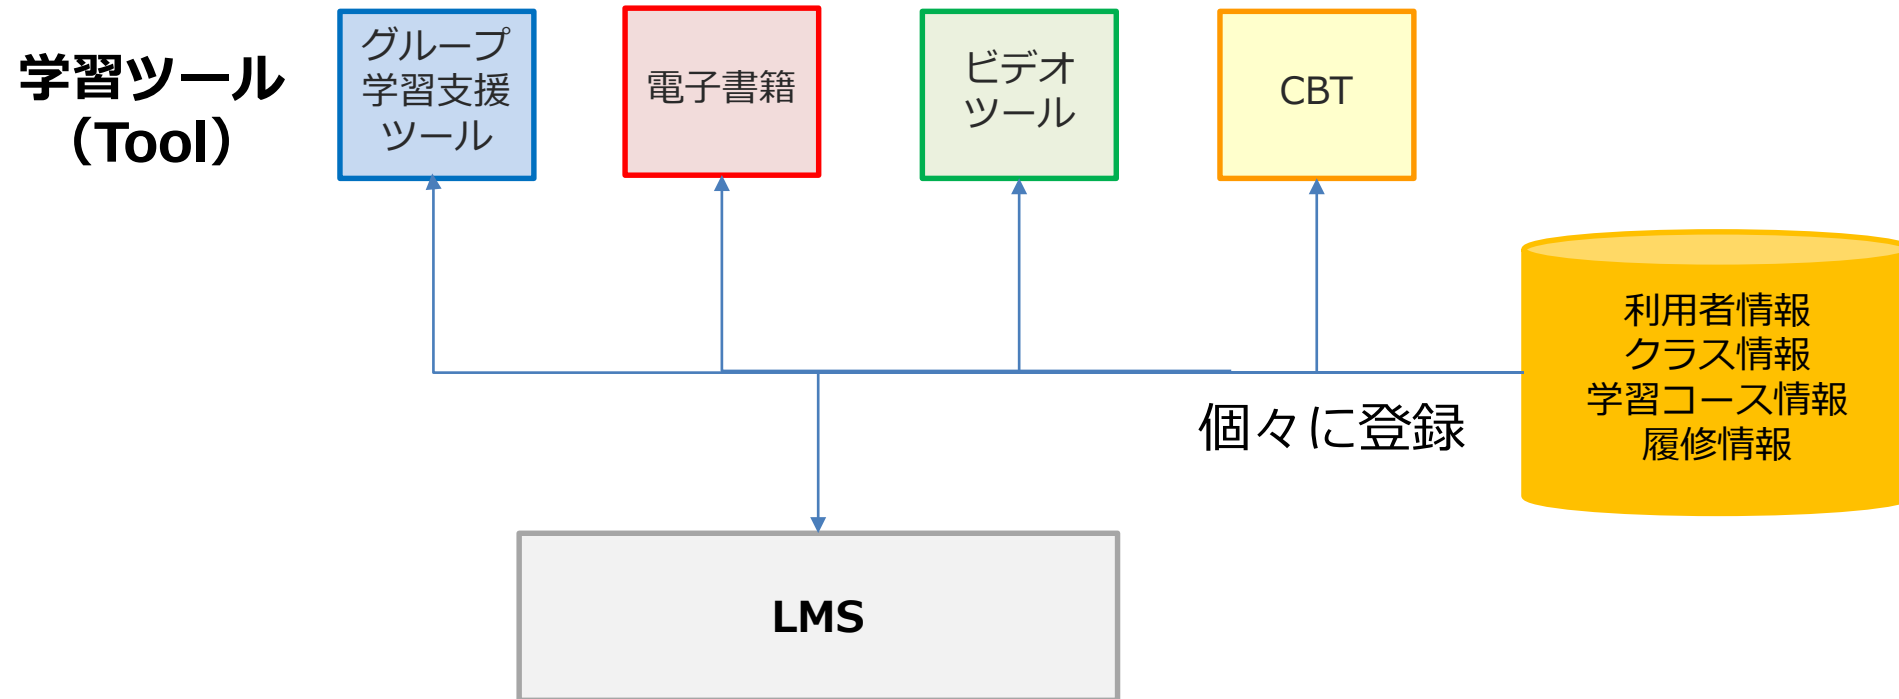 学習ツール
（Tool）
グループ
学習支援
ツール
電子書籍
ビデオ
ツール
CBT
利用者情報
クラス情報
学習コース情報
履修情報
個々に登録
LMS